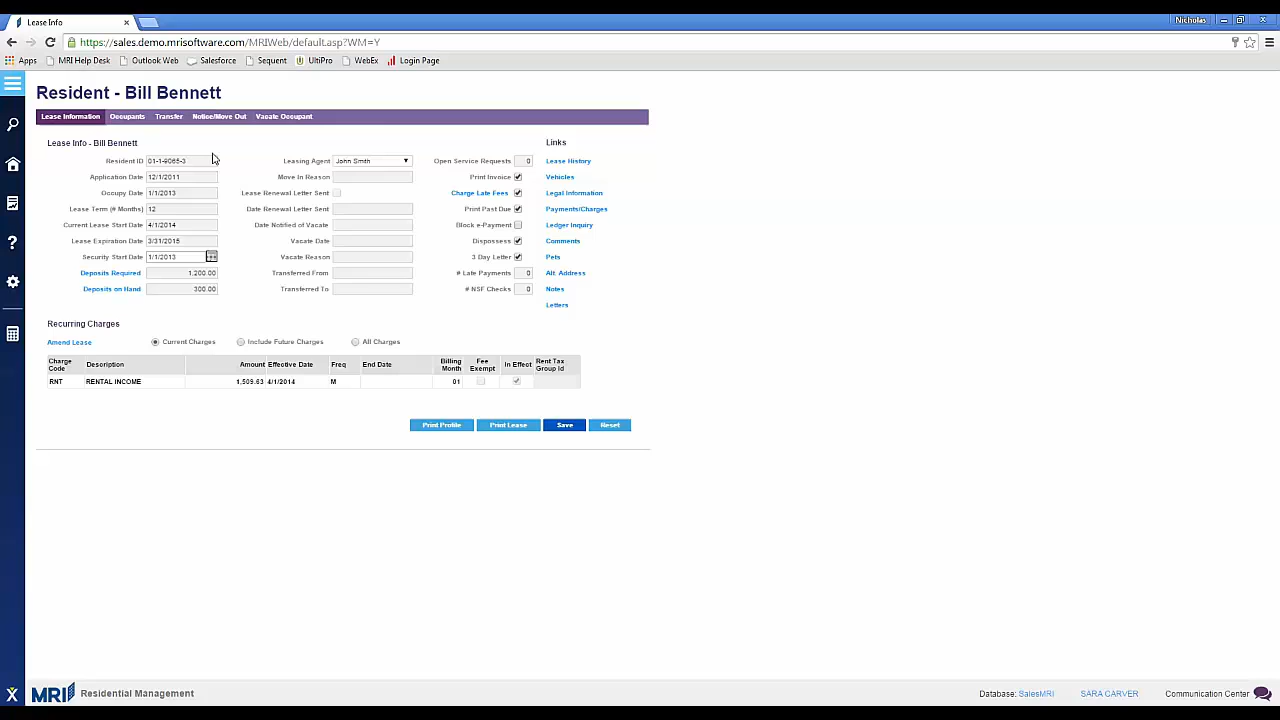 Lease Info
Nicholas
https://sales.demo.mrisoftware.com/MRIWeb/default.asp?WM=Y
Apps MRI Help Desk Outlook Web Salesforce Sequent UltiPro WebEx Login Page
Resident - Bill Bennett
Lease Information Occupants Transfer Notice/Move Out Vacate Occupant
Lease Info - Bill Bennett Links
Resident ID 01-1-9065-3 Leasing Agent John Smith Open Service Requests 0 Lease History
Application Date 12/1/2011 Move In Reason Print Invoice Vehicles
Occupy Date 1/1/2013 Lease Renewal Letter Sent Charge Late Fees Legal Information
Lease Term (# Months) 12 Date Renewal Letter Sent Print Past Due Payments/Charges
Current Lease Start Date 4/1/2014 Date Notified of Vacate Block e-Payment Ledger Inquiry
Lease Expiration Date 3/31/2015 Vacate Date Dispossess Comments
Security Start Date 1/1/2013 Vacate Reason 3 Day Letter Pets
Deposits Required 1,200.00 Transferred From # Late Payments 0 Alt. Address
Deposits on Hand 300.00 Transferred To # NSF Checks 0 Notes
Letters
Recurring Charges
Amend Lease Current Charges Include Future Charges All Charges
Charge Code Description Amount Effective Date Freq End Date Billing Month Fee Exempt In Effect Rent Tax Group Id
RNT RENTAL INCOME 1,509.63 4/1/2014 M 01
Print Profile Print Lease Save Reset
MRI Residential Management Database: SalesMRI SARA CARVER Communication Center